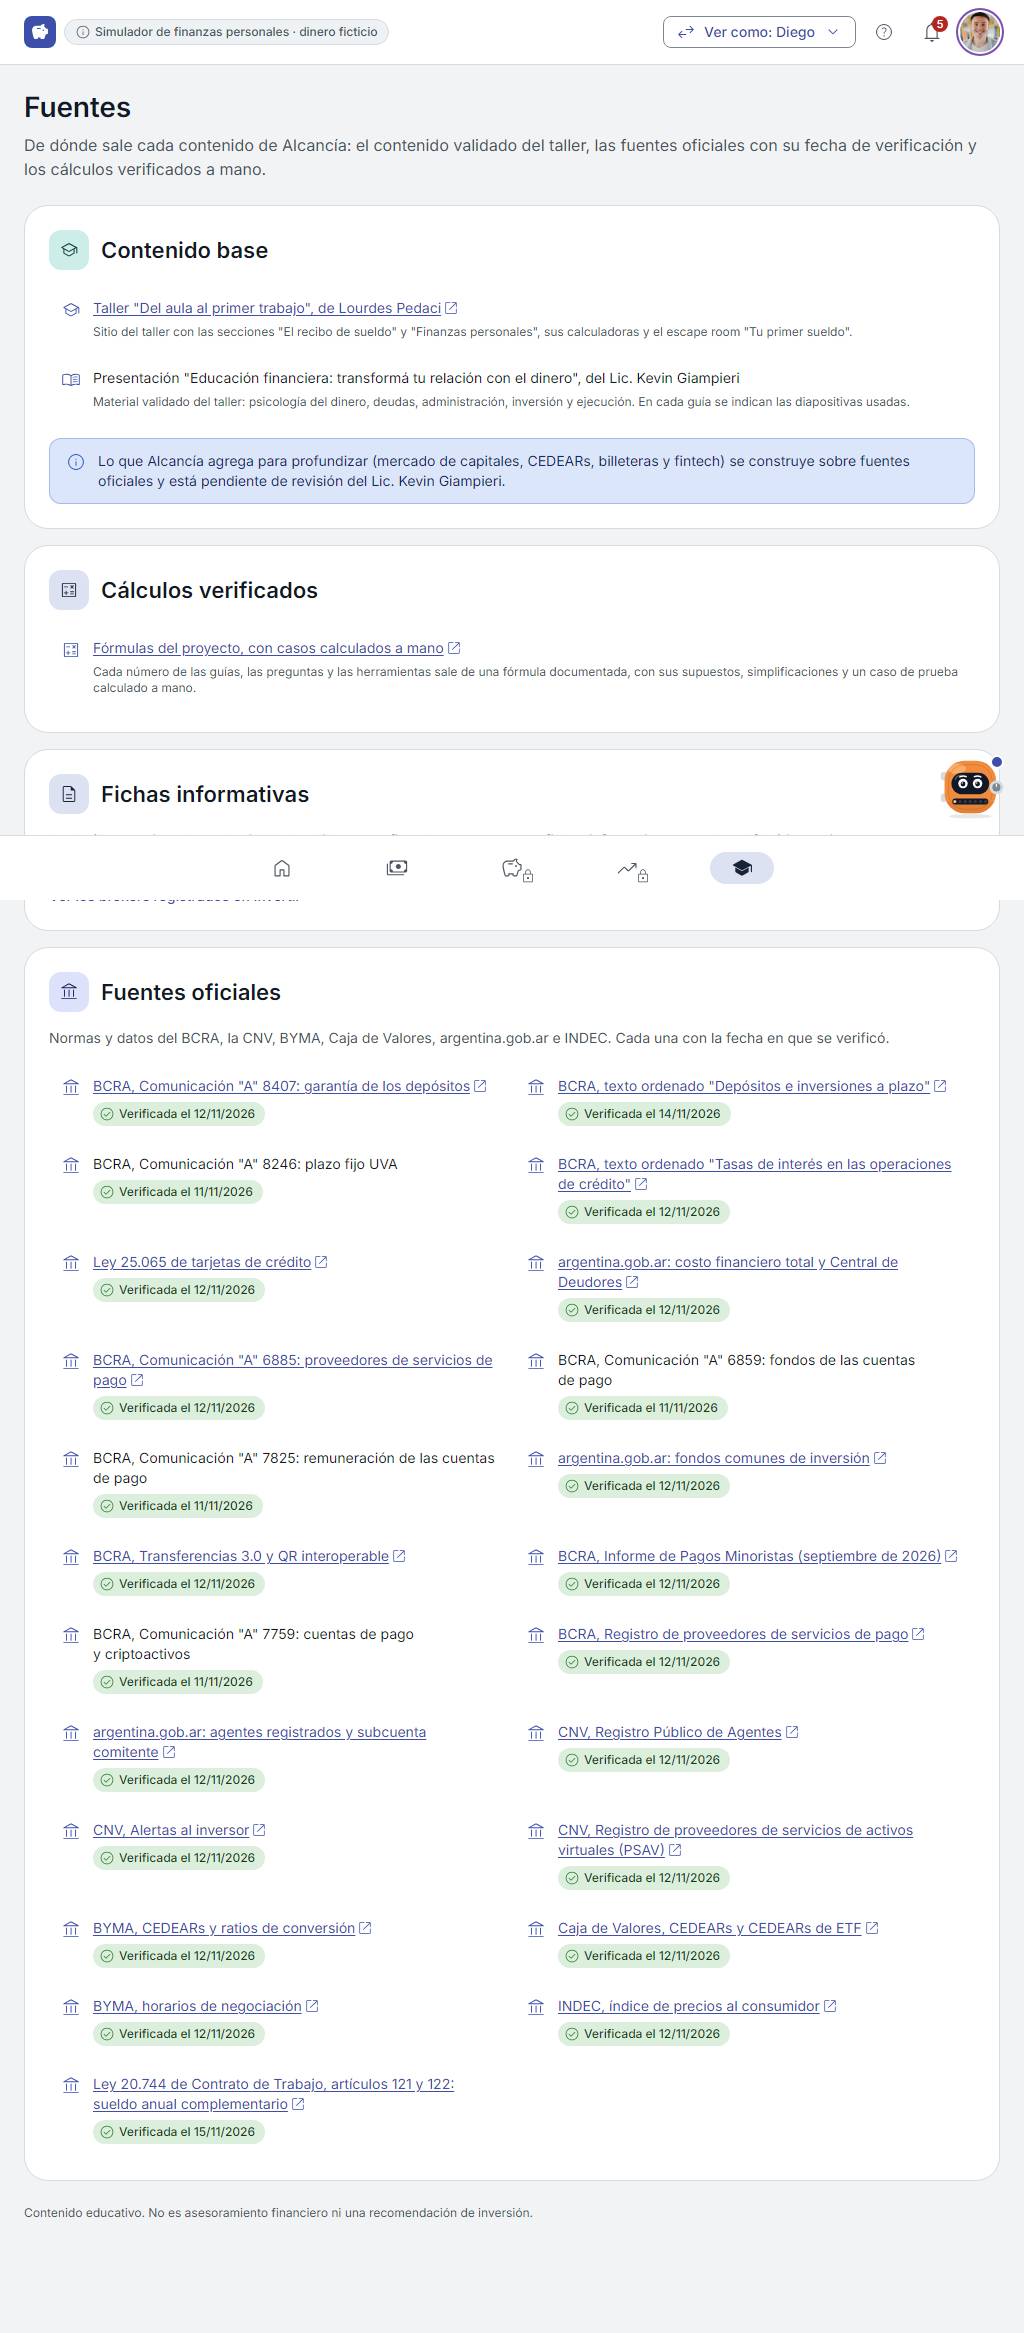 Simulador de finanzas personales · dinero ficticio
Ver como: Diego
5
Fuentes
De dónde sale cada contenido de Alcancía: el contenido validado del taller, las fuentes oficiales con su fecha de verificación y
los cálculos verificados a mano.
Contenido base
Taller "Del aula al primer trabajo", de Lourdes Pedaci
Sitio del taller con las secciones "El recibo de sueldo" y "Finanzas personales", sus calculadoras y el escape room "Tu primer sueldo".
Presentación "Educación financiera: transformá tu relación con el dinero", del Lic. Kevin Giampieri
Material validado del taller: psicología del dinero, deudas, administración, inversión y ejecución. En cada guía se indican las diapositivas usadas.
Lo que Alcancía agrega para profundizar (mercado de capitales, CEDEARs, billeteras y fintech) se construye sobre fuentes
oficiales y está pendiente de revisión del Lic. Kevin Giampieri.
Cálculos verificados
Fórmulas del proyecto, con casos calculados a mano
Cada número de las guías, las preguntas y las herramientas sale de una fórmula documentada, con sus supuestos, simplificaciones y un caso de prueba
calculado a mano.
Fichas informativas
Fuentes oficiales
Normas y datos del BCRA, la CNV, BYMA, Caja de Valores, argentina.gob.ar e INDEC. Cada una con la fecha en que se verificó.
BCRA, Comunicación "A" 8407: garantía de los depósitos
Verificada el 12/11/2026
BCRA, texto ordenado "Depósitos e inversiones a plazo"
Verificada el 14/11/2026
BCRA, Comunicación "A" 8246: plazo fijo UVA
Verificada el 11/11/2026
BCRA, texto ordenado "Tasas de interés en las operaciones
de crédito"
Verificada el 12/11/2026
Ley 25.065 de tarjetas de crédito
Verificada el 12/11/2026
argentina.gob.ar: costo financiero total y Central de
Deudores
Verificada el 12/11/2026
BCRA, Comunicación "A" 6885: proveedores de servicios de
pago
Verificada el 12/11/2026
BCRA, Comunicación "A" 6859: fondos de las cuentas
de pago
Verificada el 11/11/2026
BCRA, Comunicación "A" 7825: remuneración de las cuentas
de pago
Verificada el 11/11/2026
argentina.gob.ar: fondos comunes de inversión
Verificada el 12/11/2026
BCRA, Transferencias 3.0 y QR interoperable
Verificada el 12/11/2026
BCRA, Informe de Pagos Minoristas (septiembre de 2026)
Verificada el 12/11/2026
BCRA, Comunicación "A" 7759: cuentas de pago
y criptoactivos
Verificada el 11/11/2026
BCRA, Registro de proveedores de servicios de pago
Verificada el 12/11/2026
argentina.gob.ar: agentes registrados y subcuenta
comitente
Verificada el 12/11/2026
CNV, Registro Público de Agentes
Verificada el 12/11/2026
CNV, Alertas al inversor
Verificada el 12/11/2026
CNV, Registro de proveedores de servicios de activos
virtuales (PSAV)
Verificada el 12/11/2026
BYMA, CEDEARs y ratios de conversión
Verificada el 12/11/2026
Caja de Valores, CEDEARs y CEDEARs de ETF
Verificada el 12/11/2026
BYMA, horarios de negociación
Verificada el 12/11/2026
INDEC, índice de precios al consumidor
Verificada el 12/11/2026
Ley 20.744 de Contrato de Trabajo, artículos 121 y 122:
sueldo anual complementario
Verificada el 15/11/2026
Contenido educativo. No es asesoramiento financiero ni una recomendación de inversión.